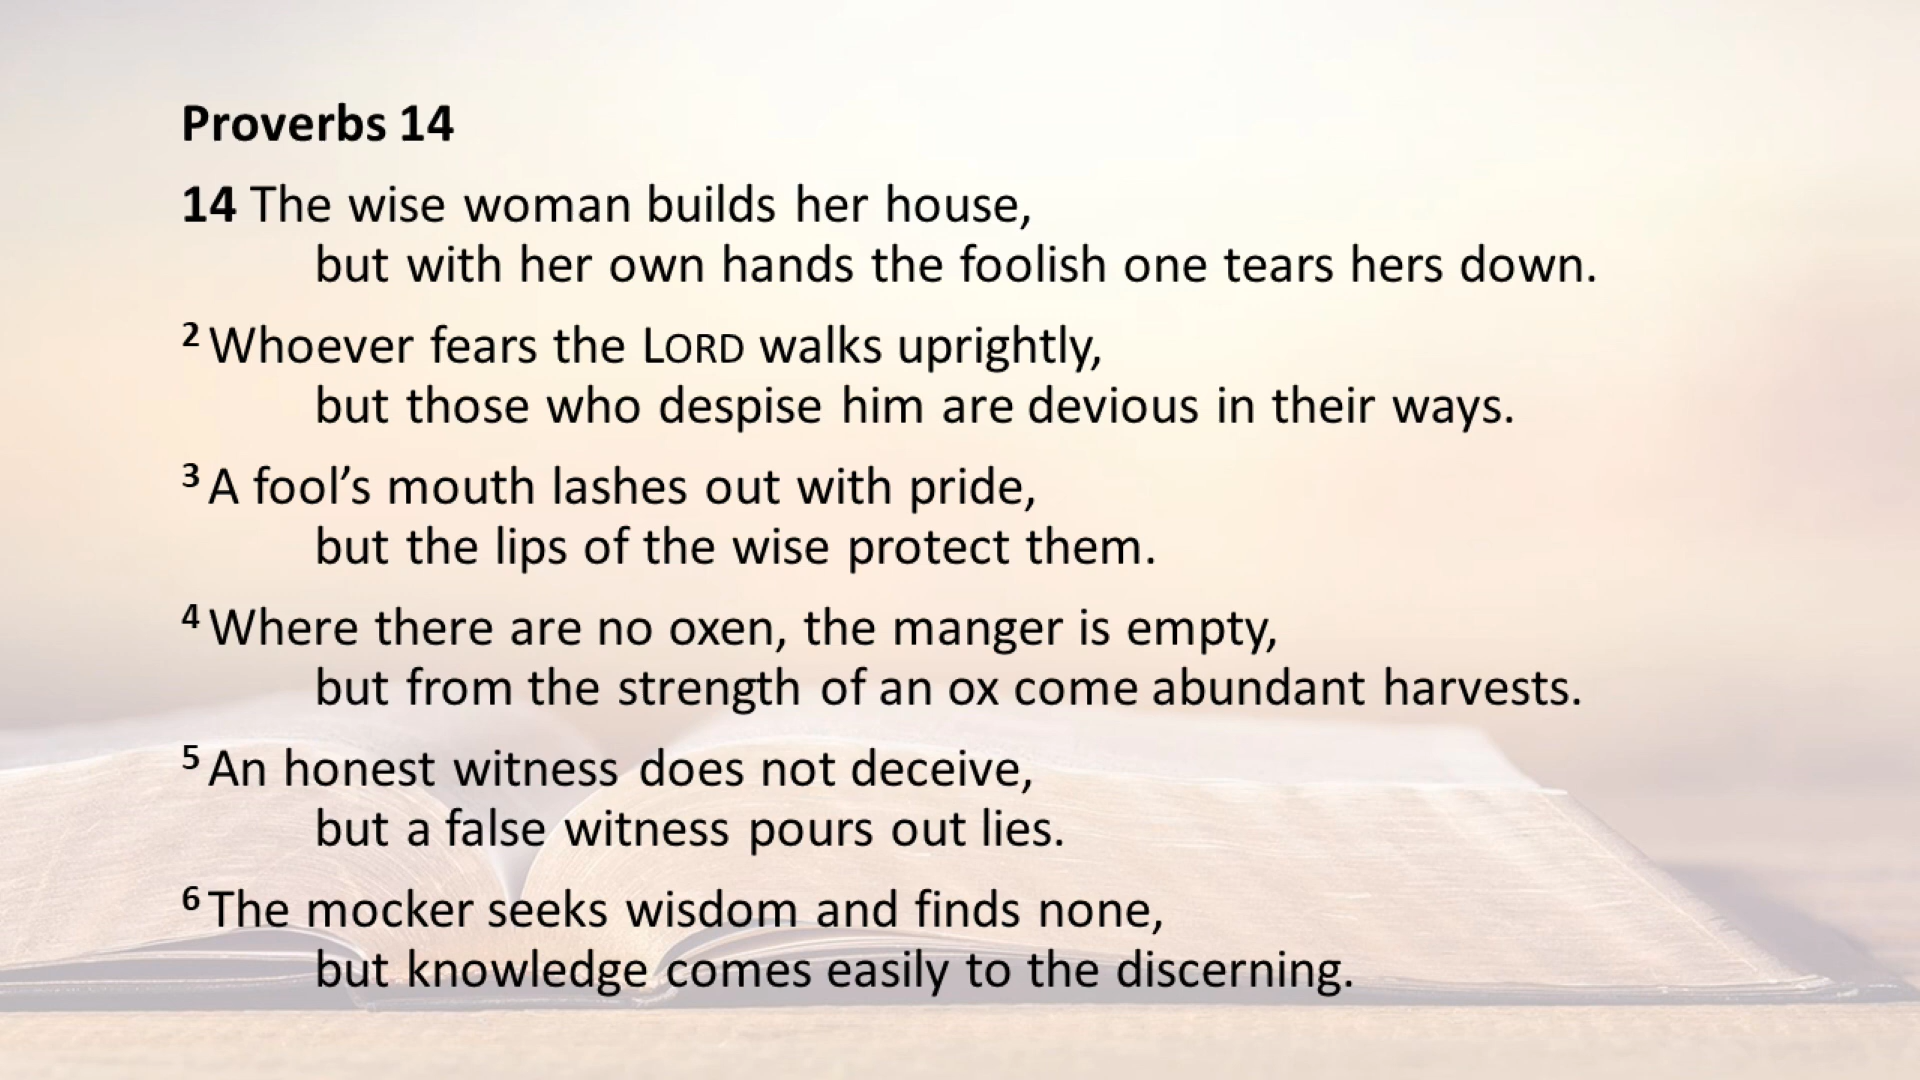 Proverbs 14
14 The wise woman builds her house,
but with her own hands the foolish one tears hers down.
2 Whoever fears the LORD walks uprightly,
but those who despise him are devious in their ways.
3 A fool’s mouth lashes out with pride,
but the lips of the wise protect them.
4 Where there are no oxen, the manger is empty,
but from the strength of an ox come abundant harvests.
5 An honest witness does not deceive,
but a false witness pours out lies.
6 The mocker seeks wisdom and finds none,
but knowledge comes easily to the discerning.